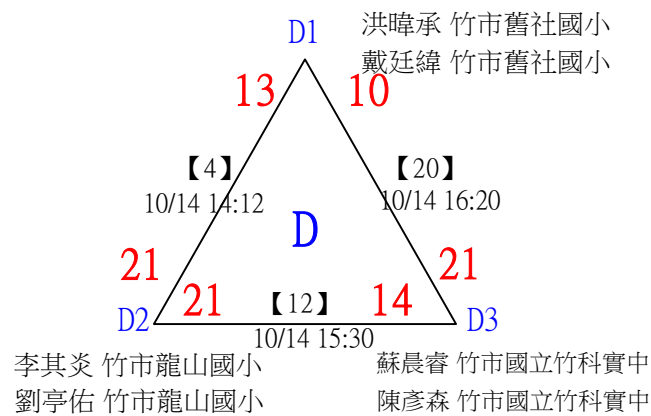 D1
洪暐承 竹市舊社國小
戴廷緯 竹市舊社國小
13
10
【4】
10/14 14:12
【20】
10/14 16:20
D
21
21
21
【12】
14
D2
D3
10/14 15:30
李其炎 竹市龍山國小
蘇晨睿 竹市國立竹科實中
劉亭佑 竹市龍山國小
陳彥森 竹市國立竹科實中